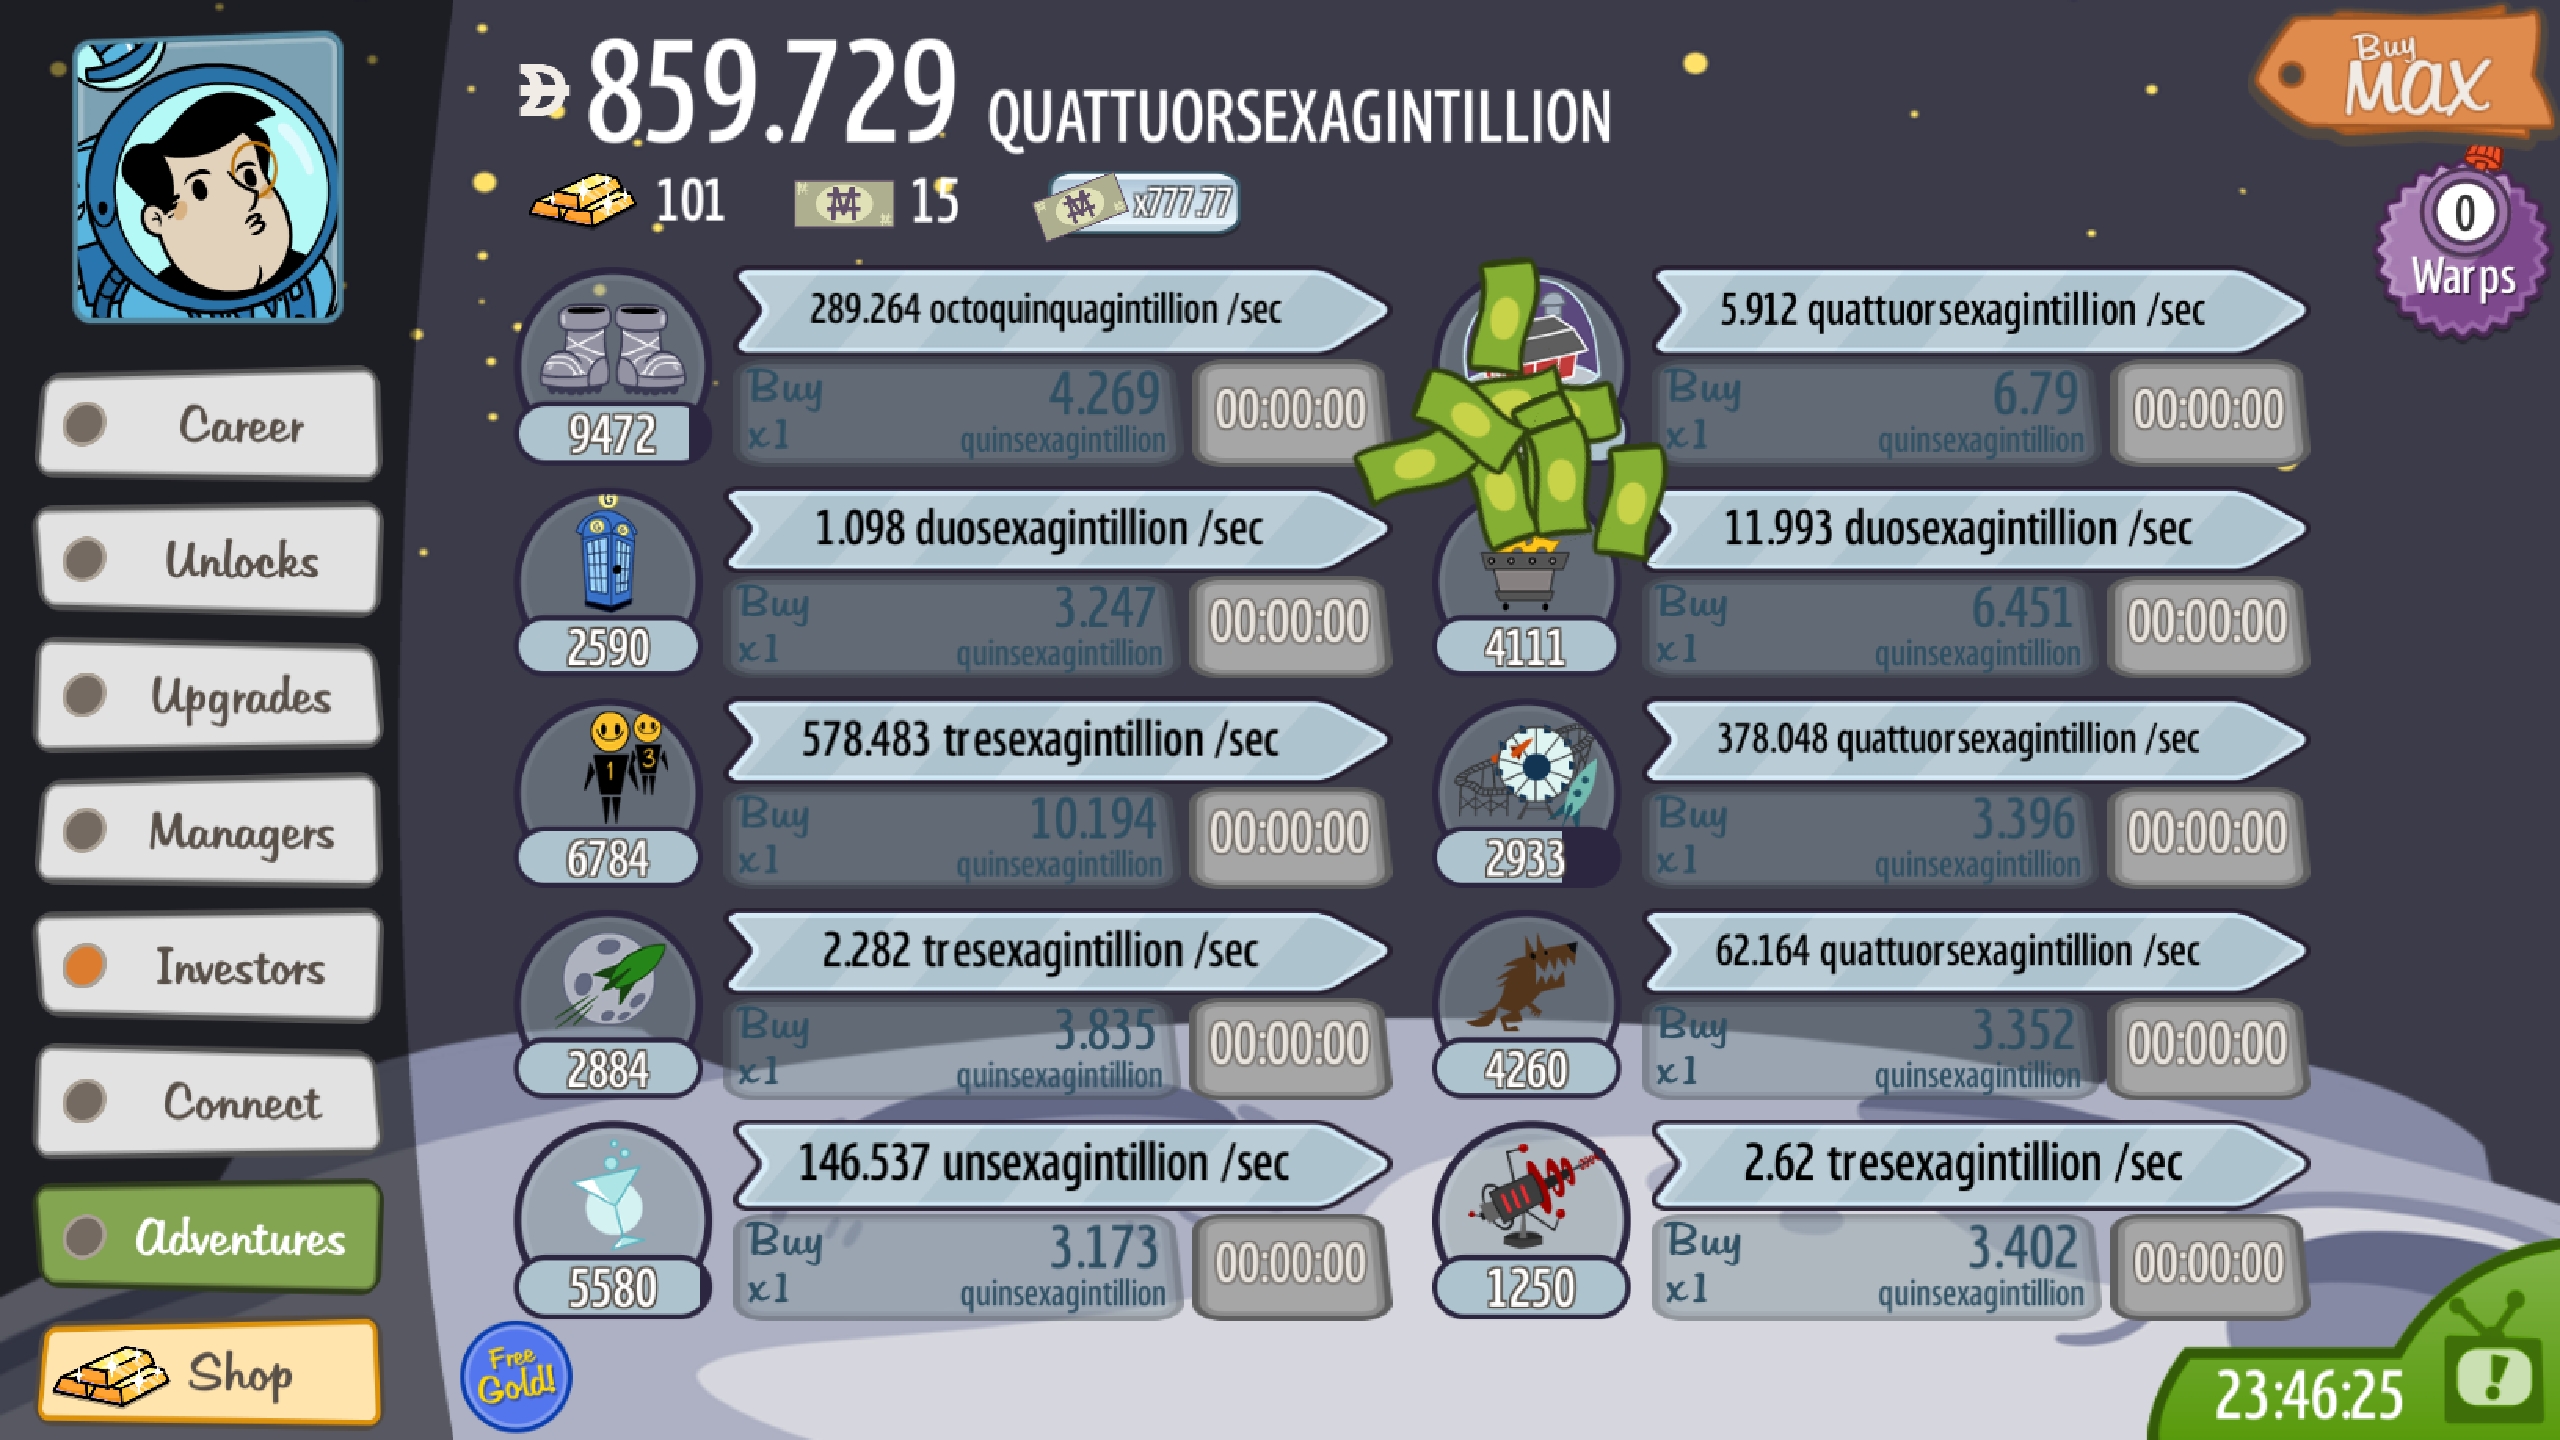 859.729 QUATTUORSEXAGINTILLION
Buy
MAX
101 15 x777.77
0
Warps
Career
Unlocks
Upgrades
Managers
Investors
Connect
Adventures
Shop
289.264 octoquinquagintillion /sec
9472
Buy x1
4.269
quinsexagintillion
00:00:00
5.912 quattuorsexagintillion /sec
Buy x1
6.79
quinsexagintillion
00:00:00
1.098 duosexagintillion /sec
G
2590
Buy x1
3.247
quinsexagintillion
00:00:00
11.993 duosexagintillion /sec
4111
Buy x1
6.451
quinsexagintillion
00:00:00
578.483 tresexagintillion /sec
1 3
6784
Buy x1
10.194
quinsexagintillion
00:00:00
378.048 quattuorsexagintillion /sec
2933
Buy x1
3.396
quinsexagintillion
00:00:00
2.282 tresexagintillion /sec
2884
Buy x1
3.835
quinsexagintillion
00:00:00
62.164 quattuorsexagintillion /sec
4260
Buy x1
3.352
quinsexagintillion
00:00:00
146.537 unsexagintillion /sec
5580
Buy x1
3.173
quinsexagintillion
00:00:00
2.62 tresexagintillion /sec
1250
Buy x1
3.402
quinsexagintillion
00:00:00
Free
Gold!
23:46:25
!